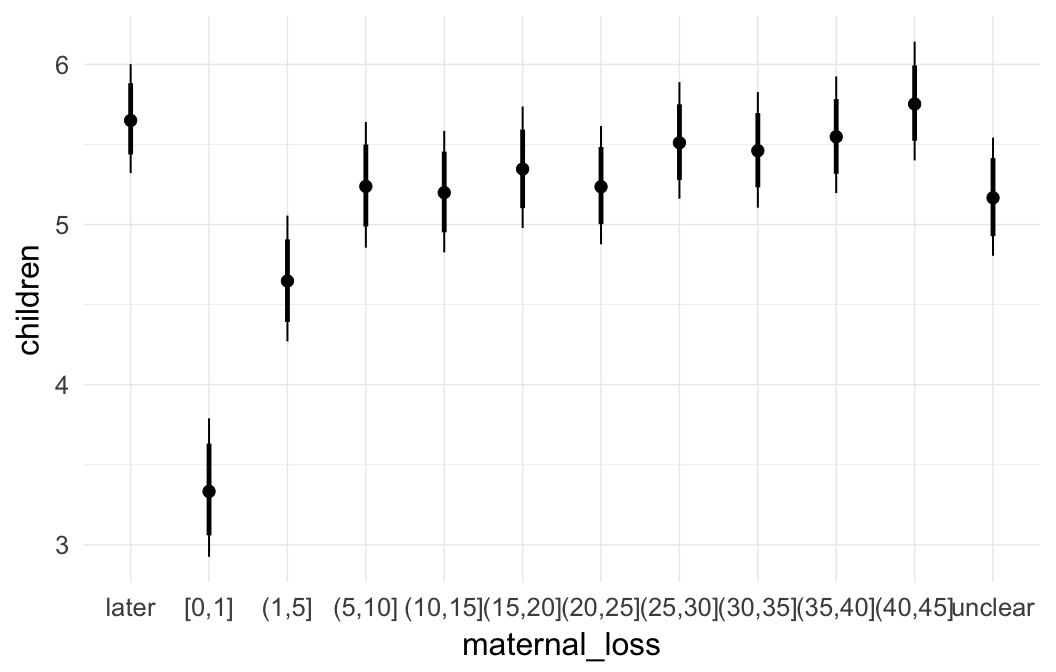 children
6
5
4
3
later [0,1] (1,5] (5,10] (10,15] (15,20] (20,25] (25,30] (30,35] (35,40] (40,45] unclear
maternal_loss